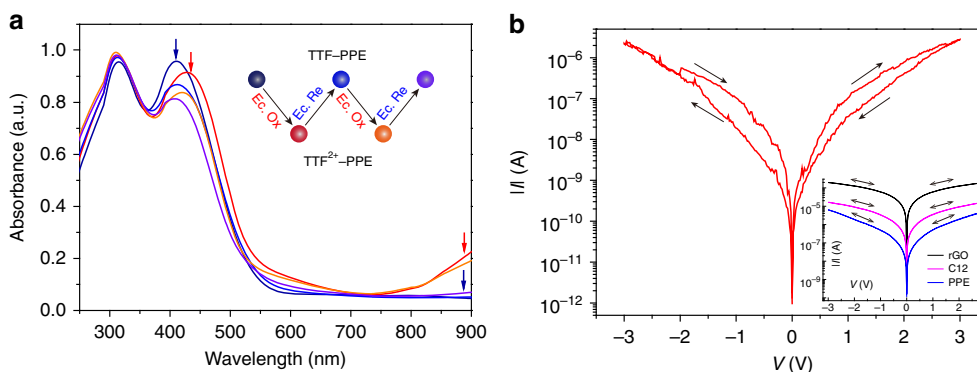 a
Absorbance (a.u.)
1.0
0.8
0.6
0.4
0.2
0.0
300
400
500
600
700
800
900
Wavelength (nm)
TTF–PPE
Ec. Ox
Ec. Re
Ec. Ox
Ec. Re
TTF2+–PPE
b
|I| (A)
10−6
10−7
10−8
10−9
10−10
10−11
10−12
−3
−2
−1
0
1
2
3
V (V)
|I| (A)
10−5
10−7
10−9
rGO
C12
PPE
V (V)
−3
−2
−1
0
1
2